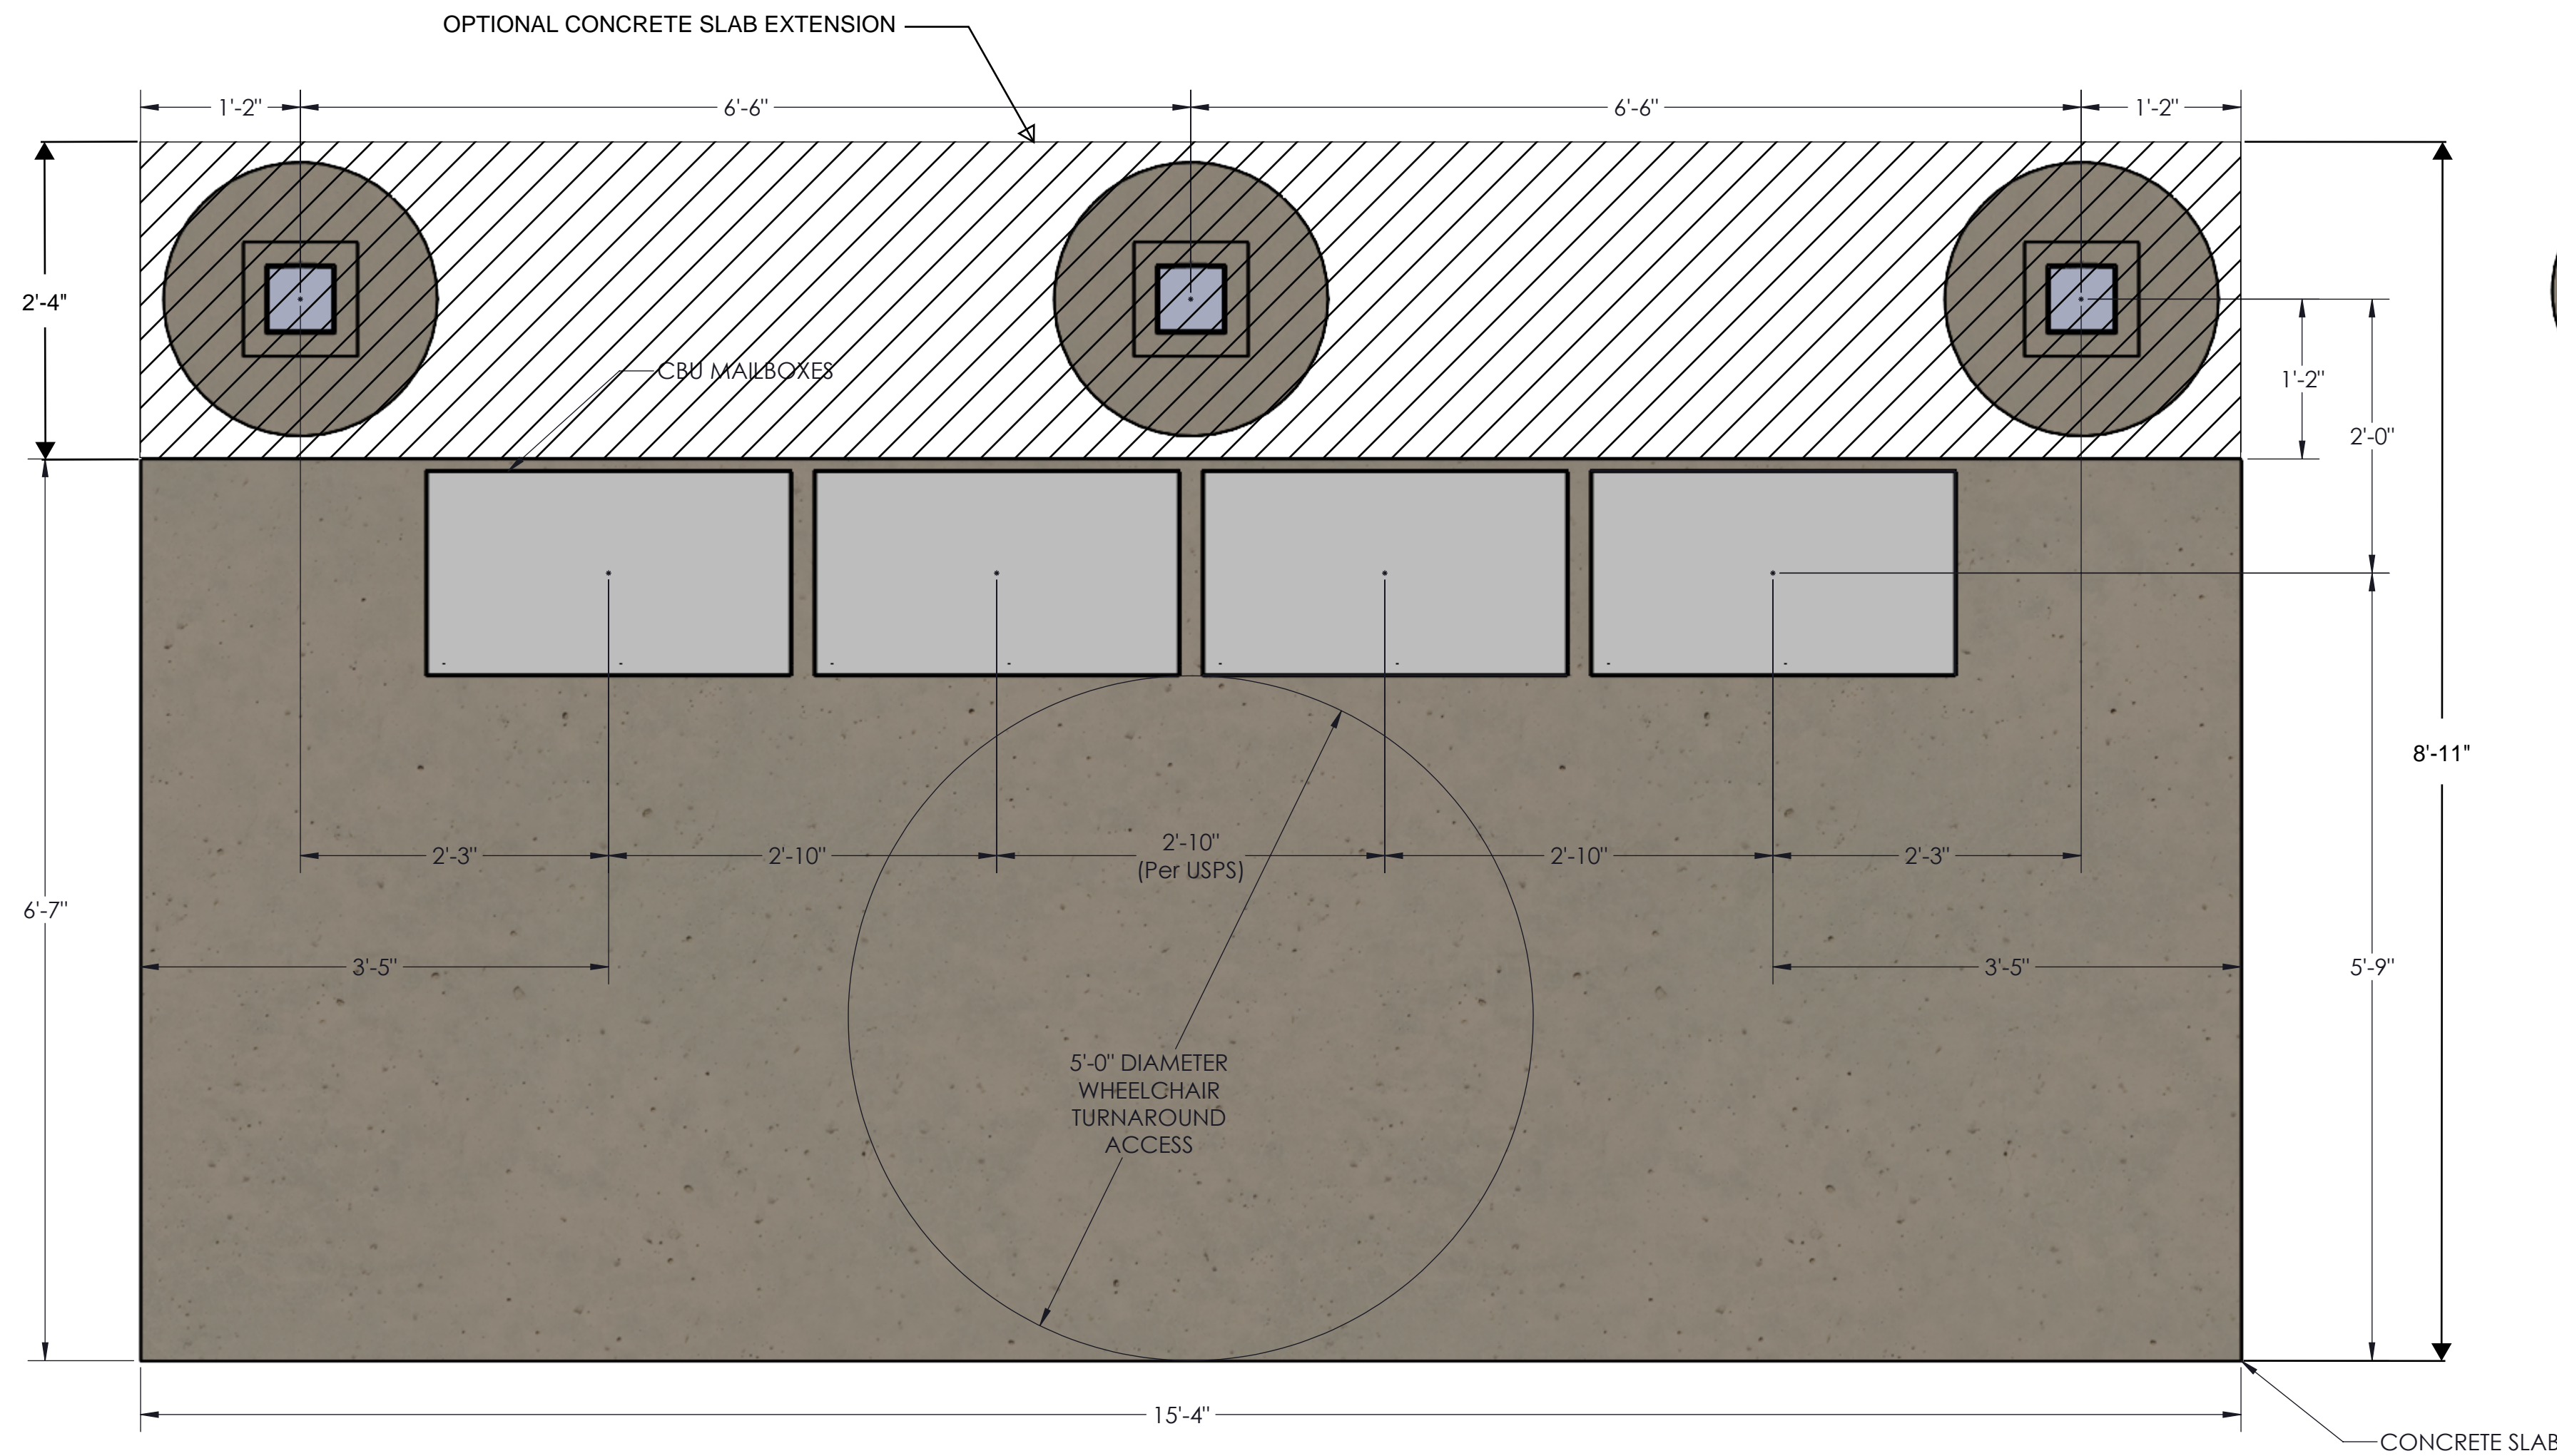 OPTIONAL CONCRETE SLAB EXTENSION
1'-2" 6'-6" 6'-6" 1'-2"
2'-4"
CBU MAILBOXES
1'-2"
2'-0"
8'-11"
2'-3" 2'-10" 2'-10" 2'-10" 2'-3"
(Per USPS)
6'-7"
3'-5" 3'-5" 5'-9"
5'-0" DIAMETER
WHEELCHAIR
TURNAROUND
ACCESS
15'-4"
CONCRETE SLAB